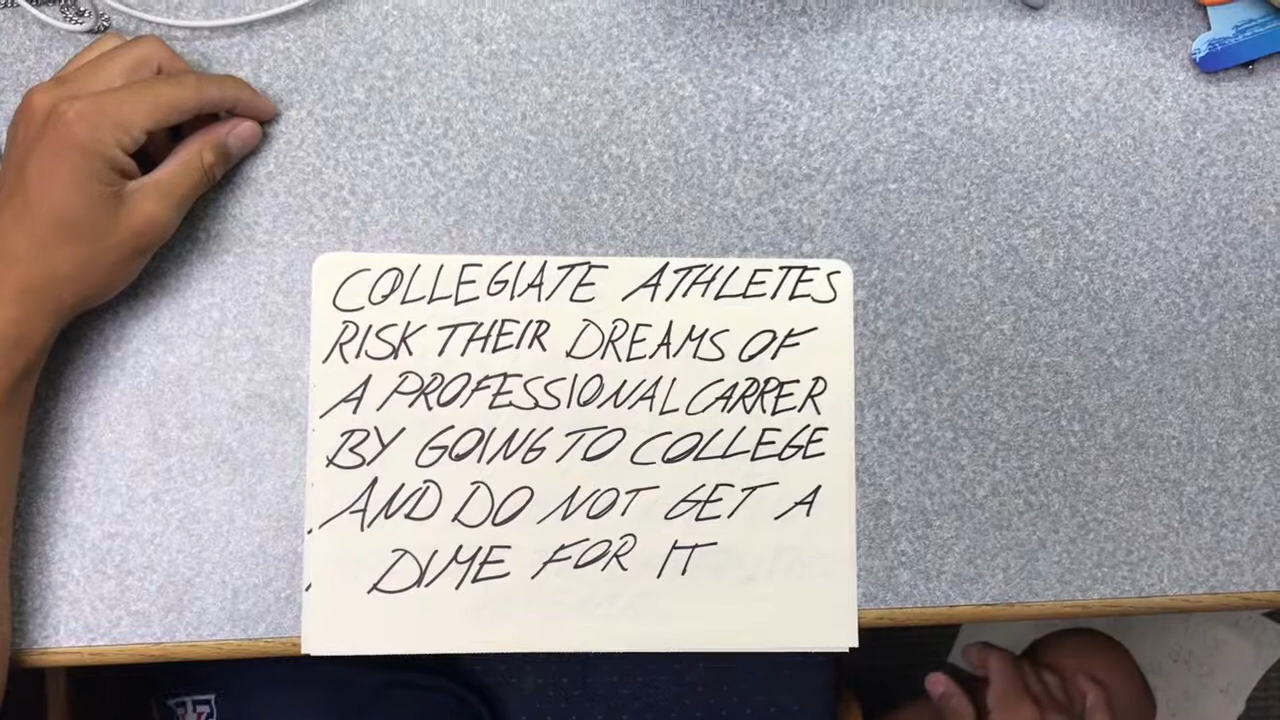 COLLEGIATE ATHLETES
RISK THEIR DREAMS OF
A PROFESSIONAL CARRER
BY GOING TO COLLEGE
AND DO NOT GET A
DIME FOR IT